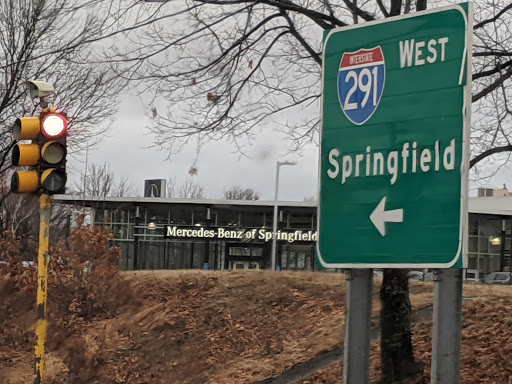 INTERSTATE
291
WEST
Springfield
Mercedes-Benz of Springfield